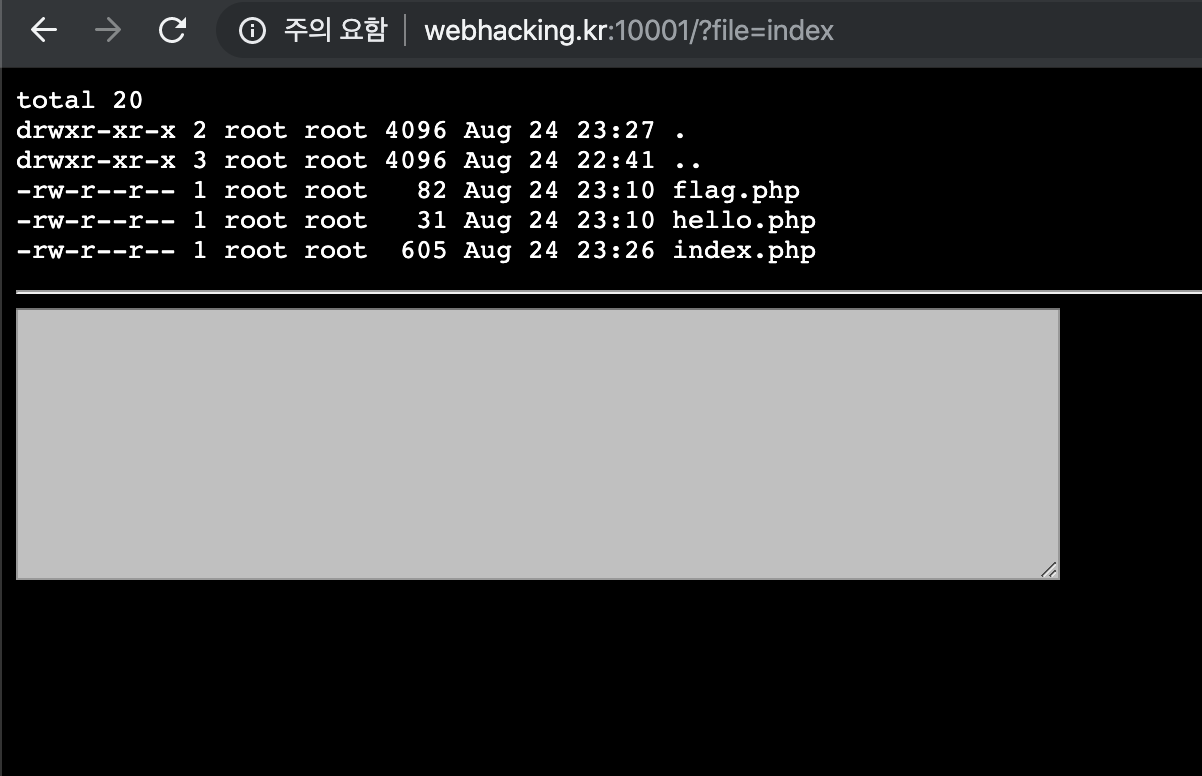 주의 요함 webhacking.kr:10001/?file=index
total 20
drwxr-xr-x 2 root root 4096 Aug 24 23:27 .
drwxr-xr-x 3 root root 4096 Aug 24 22:41 ..
-rw-r--r-- 1 root root   82 Aug 24 23:10 flag.php
-rw-r--r-- 1 root root   31 Aug 24 23:10 hello.php
-rw-r--r-- 1 root root  605 Aug 24 23:26 index.php